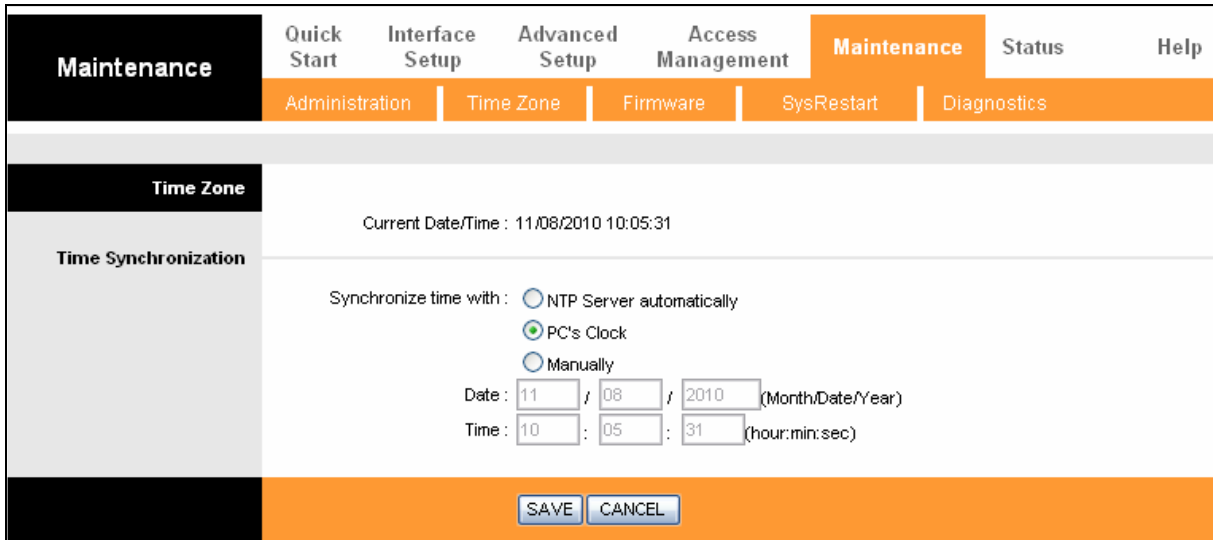 Maintenance
Quick Start
Interface Setup
Advanced Setup
Access Management
Maintenance
Status
Help
Administration
Time Zone
Firmware
SysRestart
Diagnostics
Time Zone
Current Date/Time : 11/08/2010 10:05:31
Time Synchronization
Synchronize time with : NTP Server automatically
PC's Clock
Manually
Date : 11 / 08 / 2010 (Month/Date/Year)
Time : 10 : 05 : 31 (hour:min:sec)
SAVE CANCEL